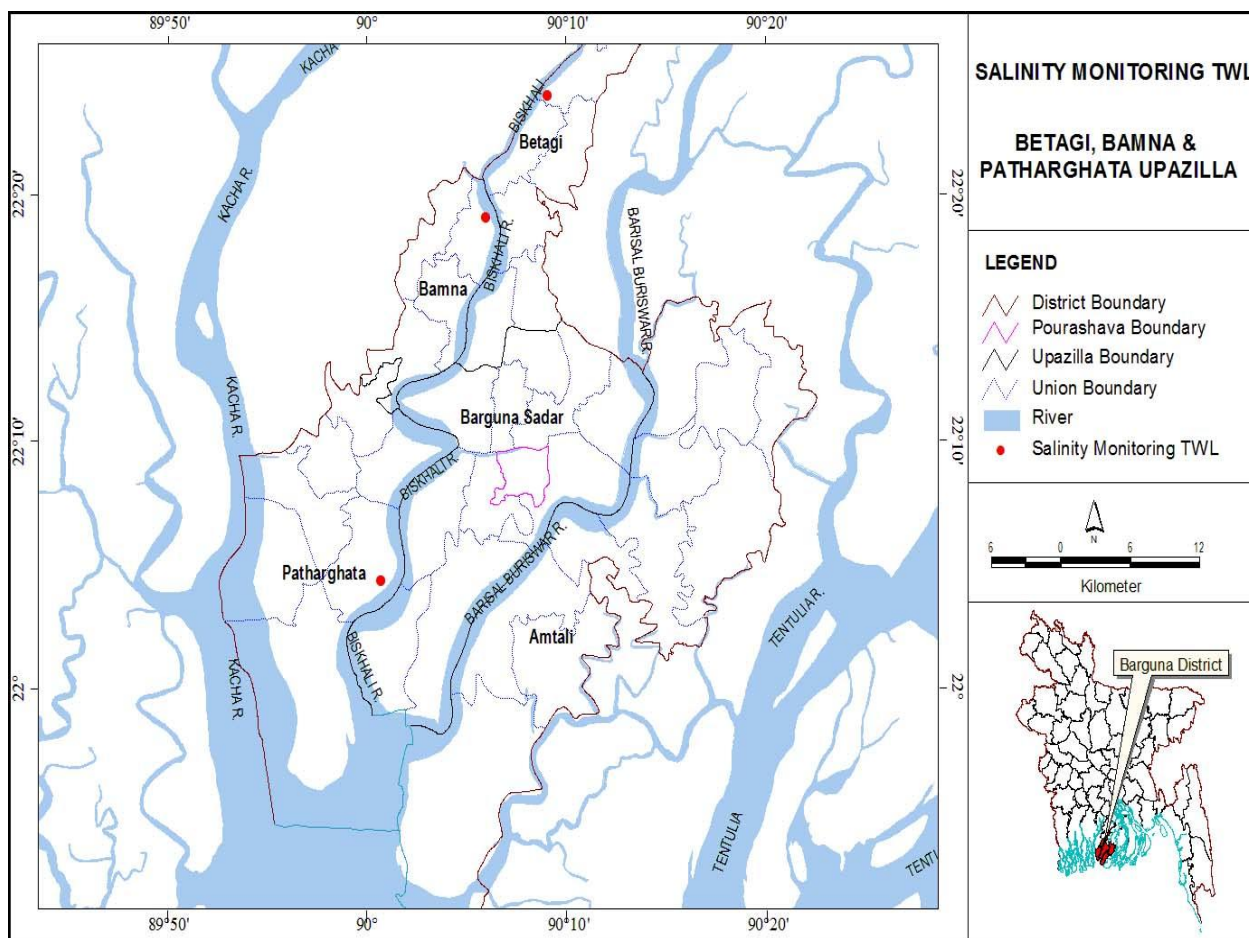 89°50'
90°
90°10'
90°20'
KACHA
KACHA R.
KACHA R.
KACHA R.
BISKHALI
BISKHALI R.
BISKHALI R.
BISKHALI R.
BARISAL BURISWAR R.
BARISAL BURISWAR R.
TENTULIA R.
TENTULIA
TENTU
Betagi
Bamna
Barguna Sadar
Patharghata
Amtali
22°20'
22°10'
22°
22°20'
22°10'
22°
89°50'
90°
90°10'
90°20'
SALINITY MONITORING TWL
BETAGI, BAMNA &
PATHARGHATA UPAZILLA
LEGEND
District Boundary
Pourashava Boundary
Upazilla Boundary
Union Boundary
River
Salinity Monitoring TWL
N
6 0 6 12
Kilometer
Barguna District